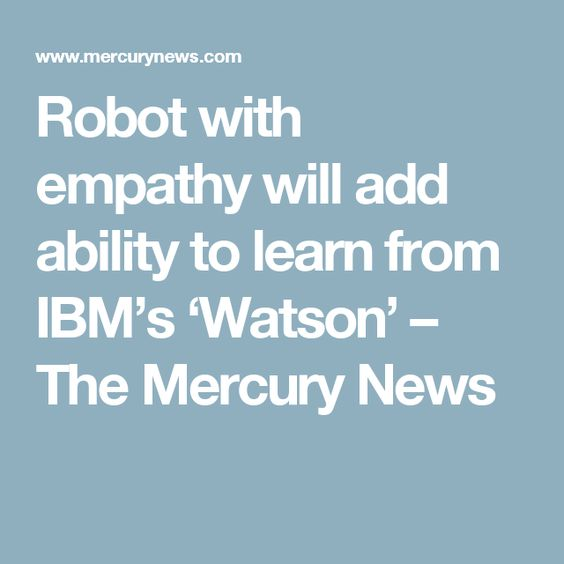 www.mercurynews.com
Robot with
empathy will add
ability to learn from
IBM’s ‘Watson’ –
The Mercury News